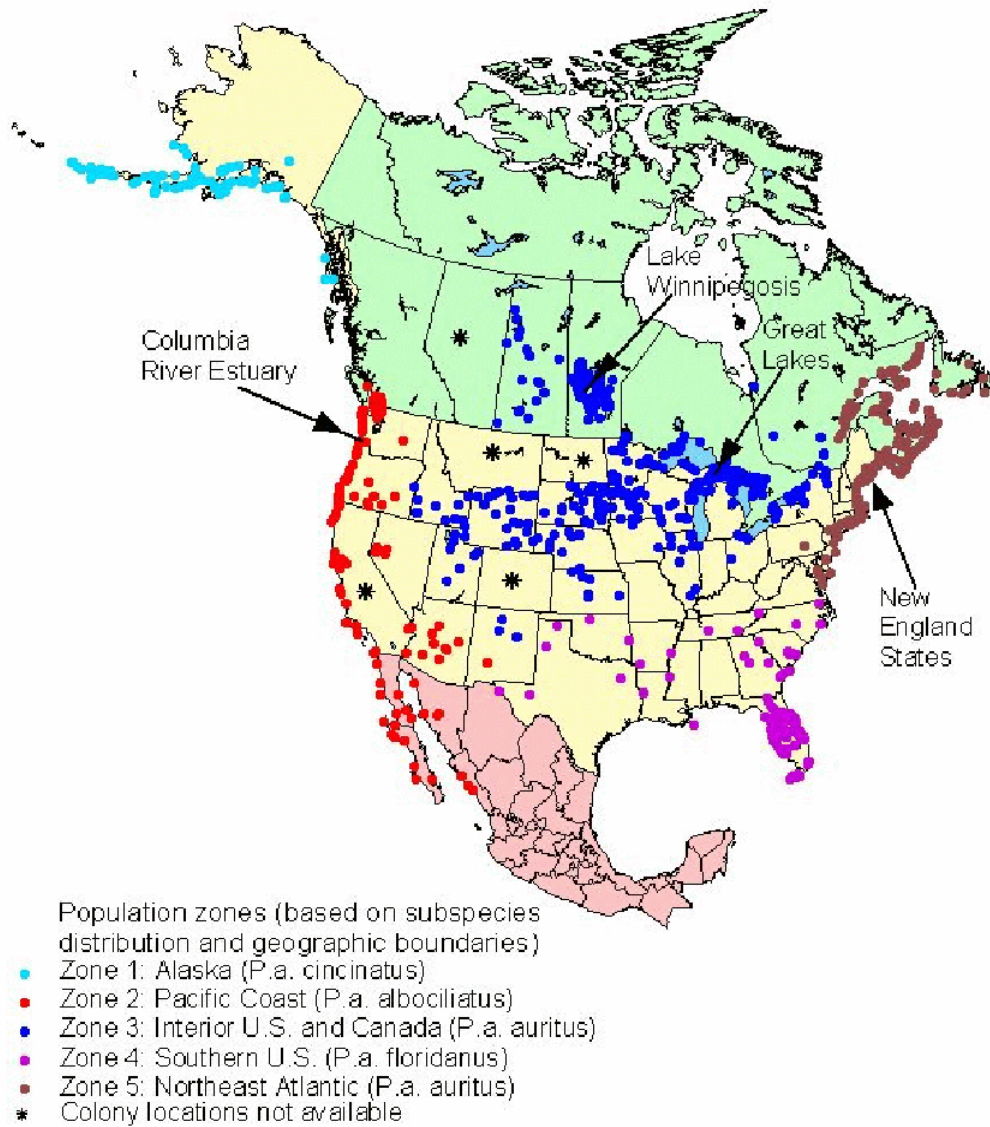 Lake
Winnipegosis
Great
Lakes
Columbia
River Estuary
New
England
States
Population zones (based on subspecies
distribution and geographic boundaries)
Zone 1: Alaska (P.a. cincinatus)
Zone 2: Pacific Coast (P.a. albociliatus)
Zone 3: Interior U.S. and Canada (P.a. auritus)
Zone 4: Southern U.S. (P.a. floridanus)
Zone 5: Northeast Atlantic (P.a. auritus)
* Colony locations not available